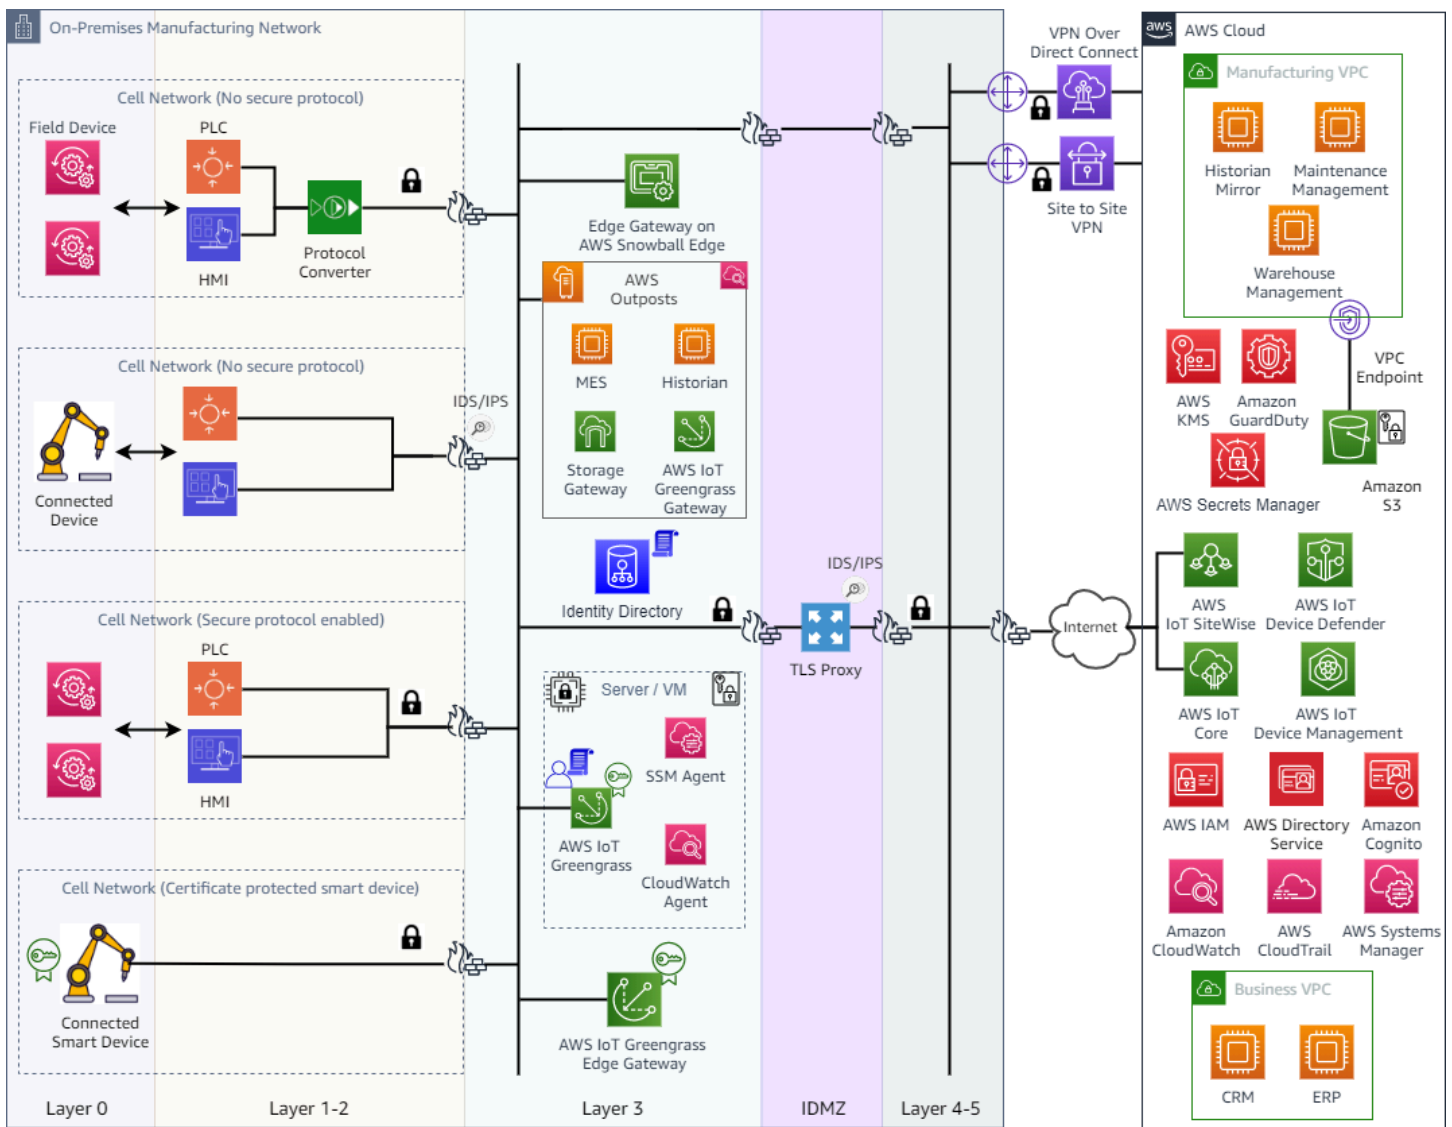 On-Premises Manufacturing Network
Cell Network (No secure protocol)
Field Device
PLC
HMI
Protocol
Converter
Cell Network (No secure protocol)
IDS/IPS
Connected
Device
Cell Network (Secure protocol enabled)
PLC
HMI
Cell Network (Certificate protected smart device)
Connected
Smart Device
Edge Gateway on
AWS Snowball Edge
AWS
Outposts
MES
Historian
Storage
Gateway
AWS IoT
Greengrass
Gateway
Identity Directory
Server / VM
SSM Agent
AWS IoT
Greengrass
CloudWatch
Agent
AWS IoT Greengrass
Edge Gateway
IDS/IPS
TLS Proxy
Layer 0
Layer 1-2
Layer 3
IDMZ
Layer 4-5
VPN Over
Direct Connect
Site to Site
VPN
Internet
aws
AWS Cloud
Manufacturing VPC
Historian
Mirror
Maintenance
Management
Warehouse
Management
VPC
Endpoint
AWS
KMS
Amazon
GuardDuty
AWS Secrets Manager
Amazon
S3
AWS
IoT SiteWise
AWS IoT
Device Defender
AWS IoT
Core
AWS IoT
Device Management
AWS IAM
AWS Directory
Service
Amazon
Cognito
Amazon
CloudWatch
AWS
CloudTrail
AWS Systems
Manager
Business VPC
CRM
ERP